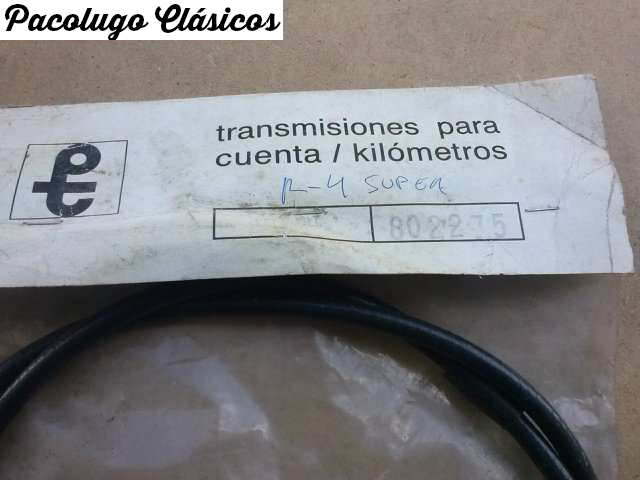 Pacolugo Clásicos
transmisiones para
cuenta / kilómetros
R-4 SUPER
802275